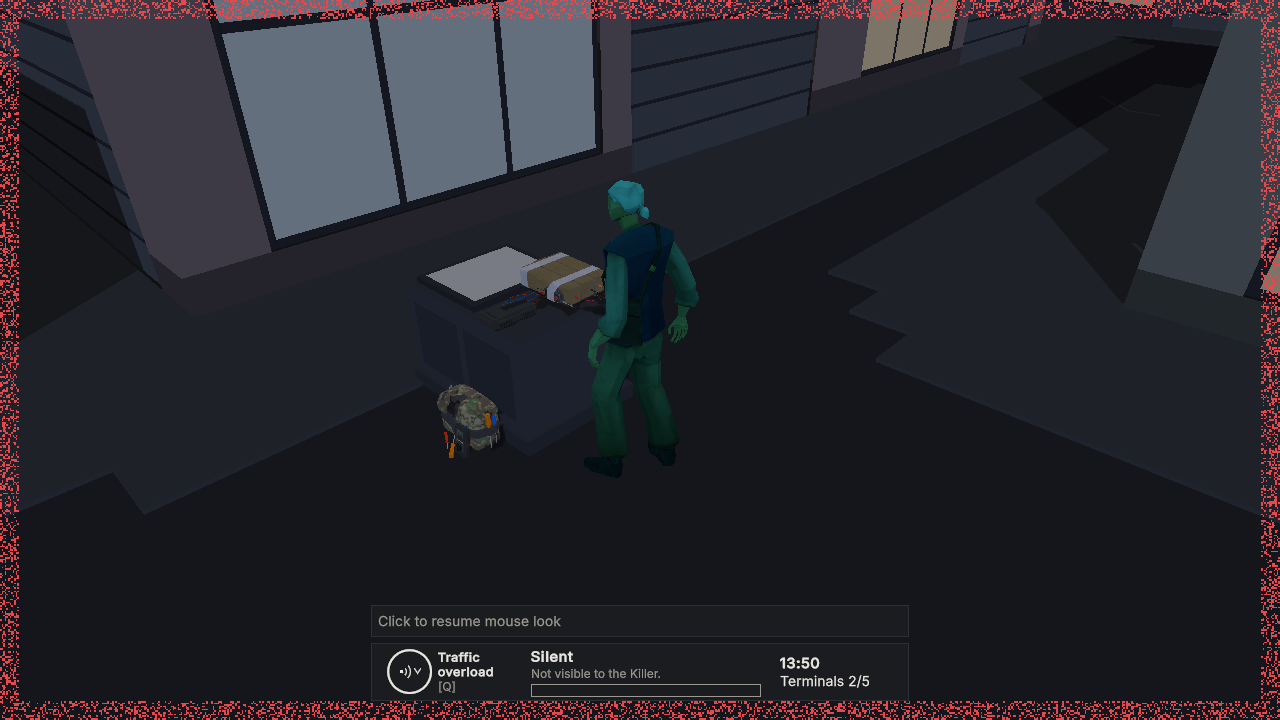 Click to resume mouse look
Traffic
overload
[Q]
Silent
Not visible to the Killer.
13:50
Terminals 2/5